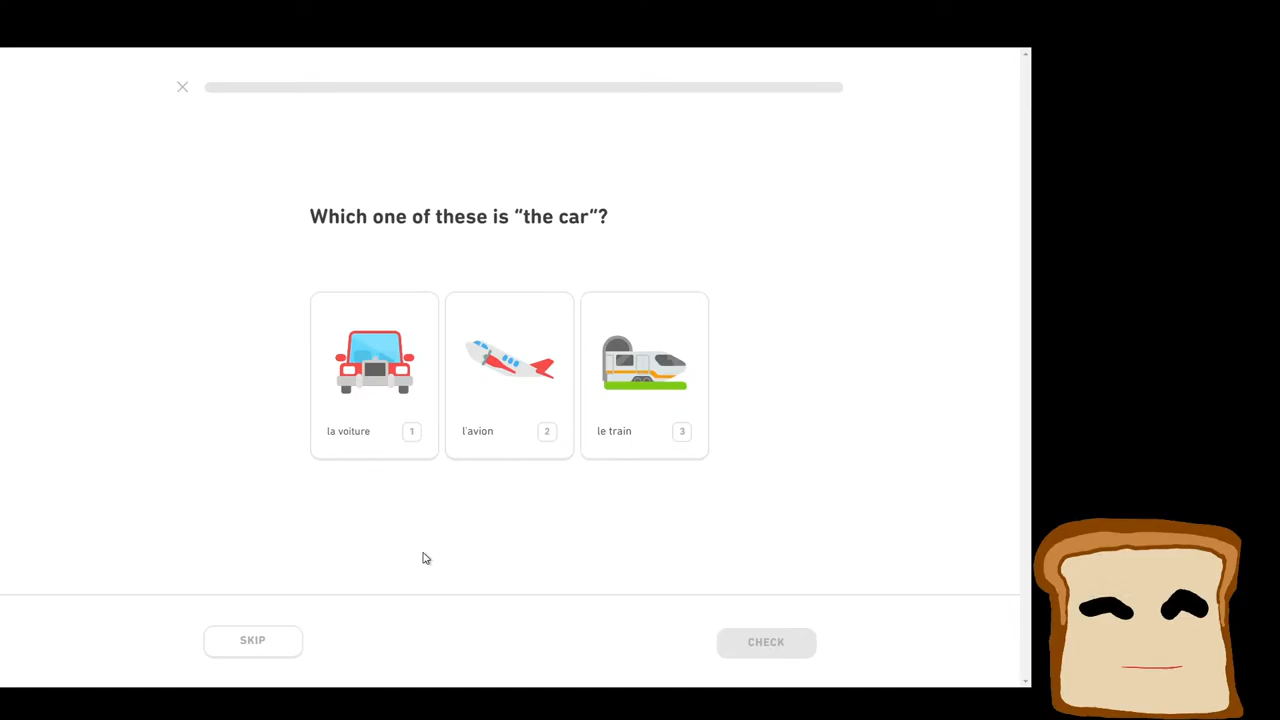 Which one of these is “the car“?
la voiture 1
l'avion 2
le train 3
SKIP
CHECK